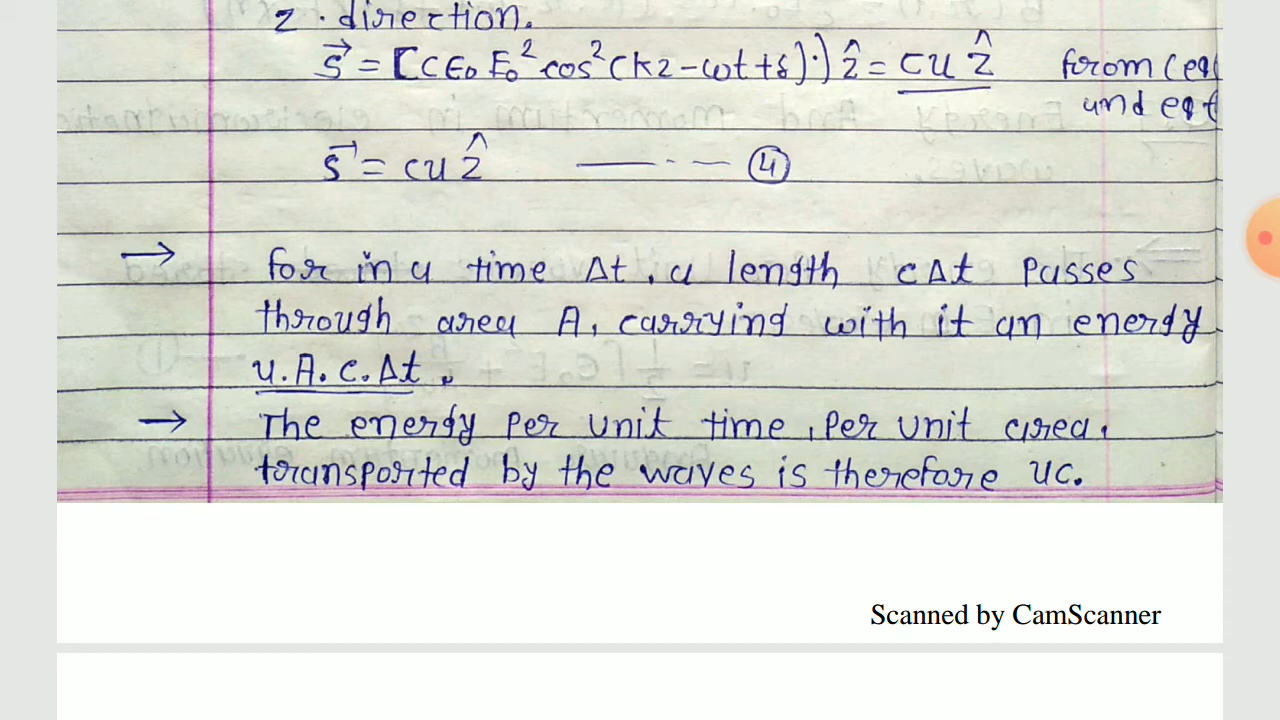 z. direction.
S⃗ = [Cε₀E₀² cos²(kz-ωt+δ)·) ẑ = cu ẑ from (eq
and eq
S⃗ = cu ẑ ④
→ for in a time Δt, a length cΔt passes
through area A, carrying with it an energy
u.A.c.Δt.
→ The energy per unit time, per unit area,
transported by the waves is therefore uc.
Scanned by CamScanner